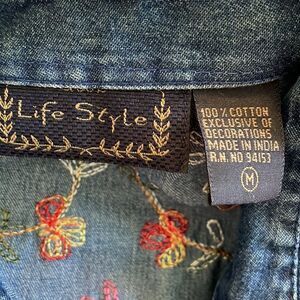 Life Style
100% COTTON
EXCLUSIVE OF
DECORATIONS
MADE IN INDIA
R.N. NO 94153
M